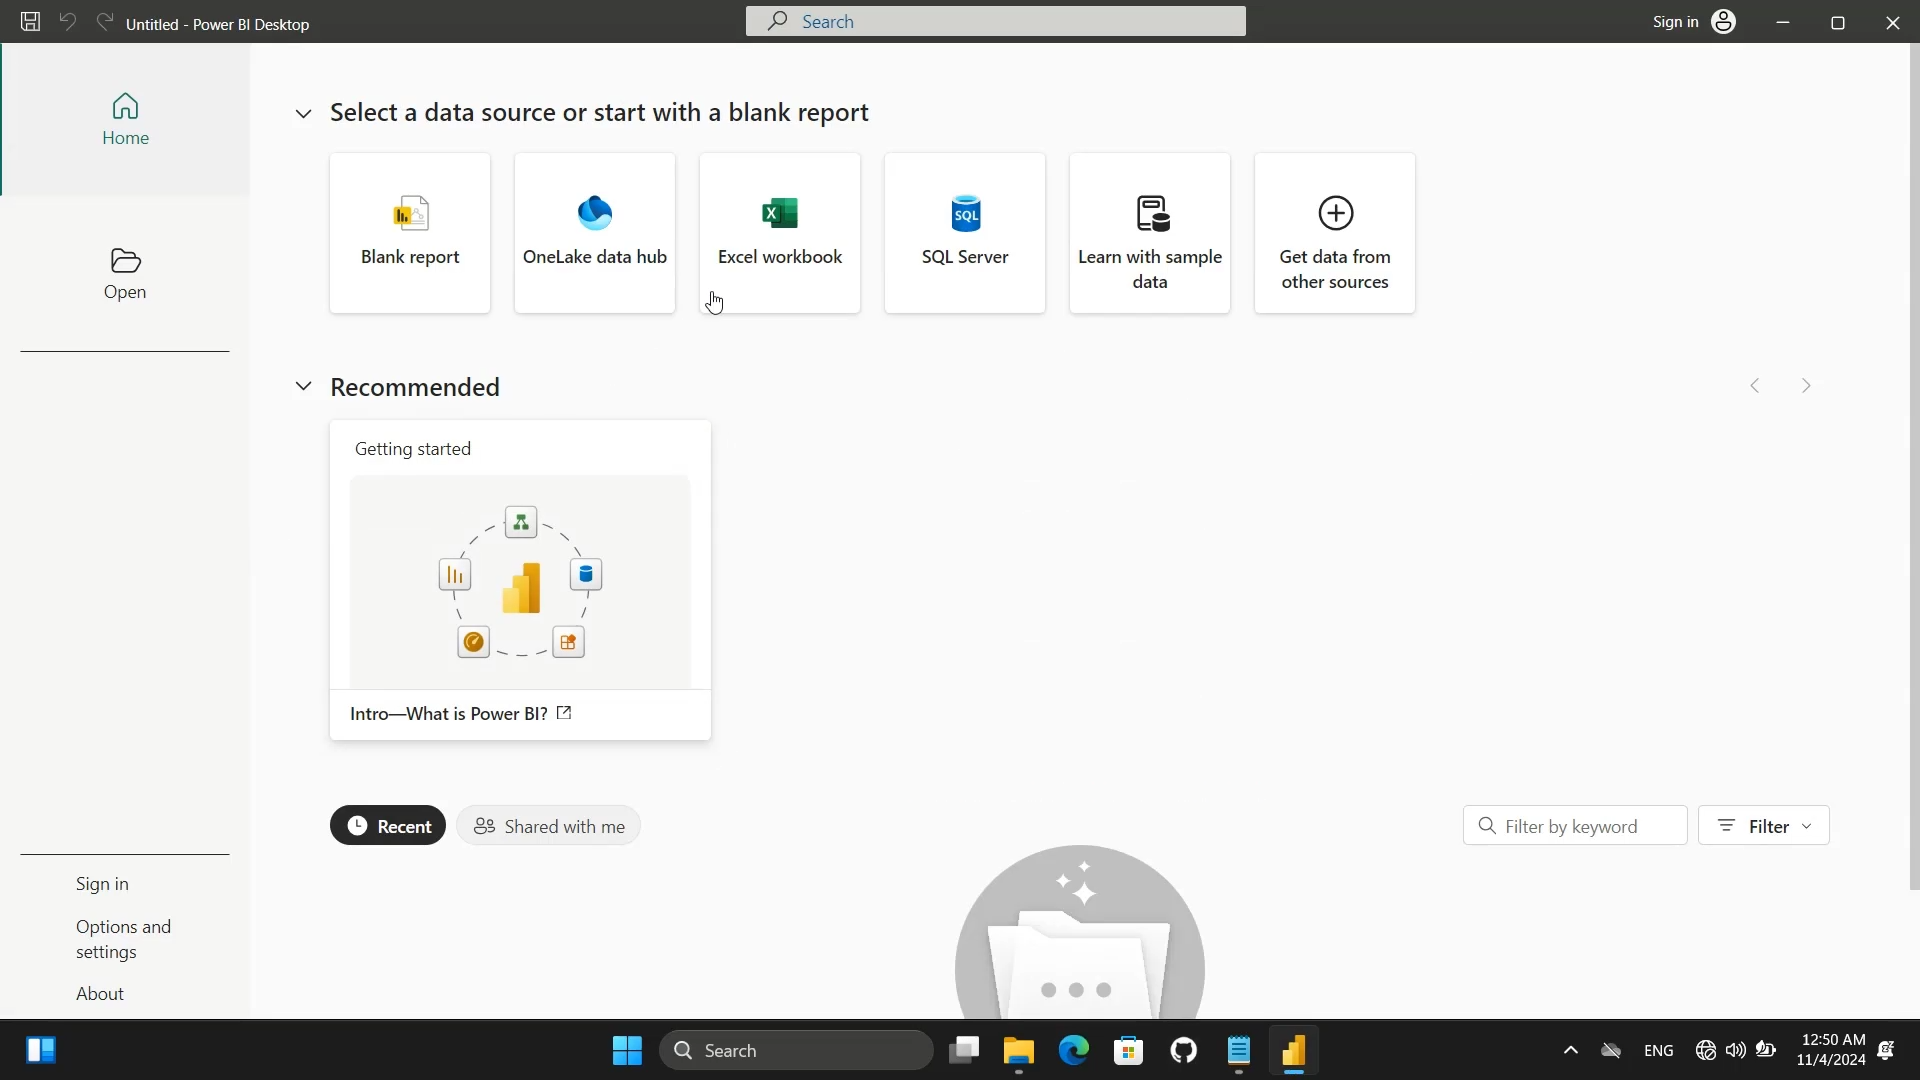 Untitled - Power BI Desktop
Search
Sign in
Home
Open
Select a data source or start with a blank report
Blank report
OneLake data hub
Excel workbook
SQL
SQL Server
Learn with sample
data
Get data from
other sources
Recommended
Getting started
Intro—What is Power BI?
Recent
Shared with me
Filter by keyword
Filter
Sign in
Options and
settings
About
Search
ENG
12:50 AM
11/4/2024